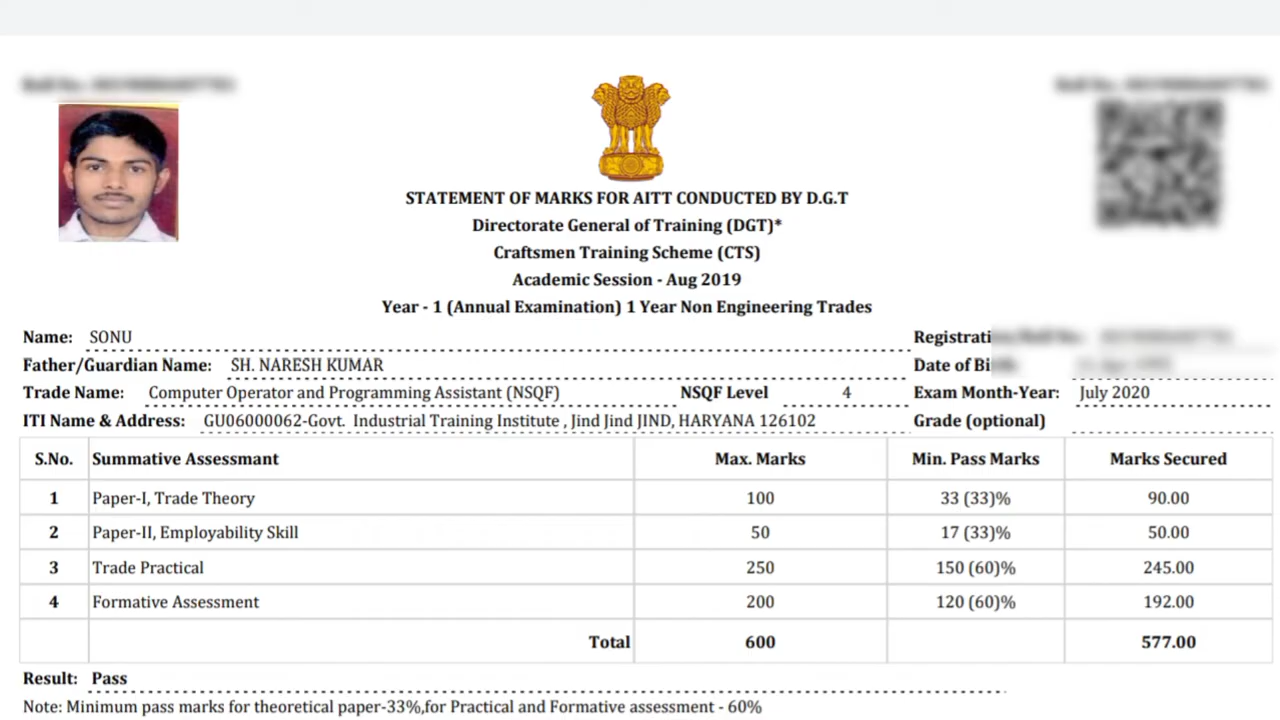 STATEMENT OF MARKS FOR AITT CONDUCTED BY D.G.T
Directorate General of Training (DGT)*
Craftsmen Training Scheme (CTS)
Academic Session - Aug 2019
Year - 1 (Annual Examination) 1 Year Non Engineering Trades
Name: SONU Registrati
Father/Guardian Name: SH. NARESH KUMAR Date of Bi
Trade Name: Computer Operator and Programming Assistant (NSQF) NSQF Level 4 Exam Month-Year: July 2020
ITI Name & Address: GU06000062-Govt. Industrial Training Institute , Jind Jind JIND, HARYANA 126102 Grade (optional)
S.No. Summative Assessmant Max. Marks Min. Pass Marks Marks Secured
1 Paper-I, Trade Theory 100 33 (33)% 90.00
2 Paper-II, Employability Skill 50 17 (33)% 50.00
3 Trade Practical 250 150 (60)% 245.00
4 Formative Assessment 200 120 (60)% 192.00
Total 600 577.00
Result: Pass
Note: Minimum pass marks for theoretical paper-33%,for Practical and Formative assessment - 60%